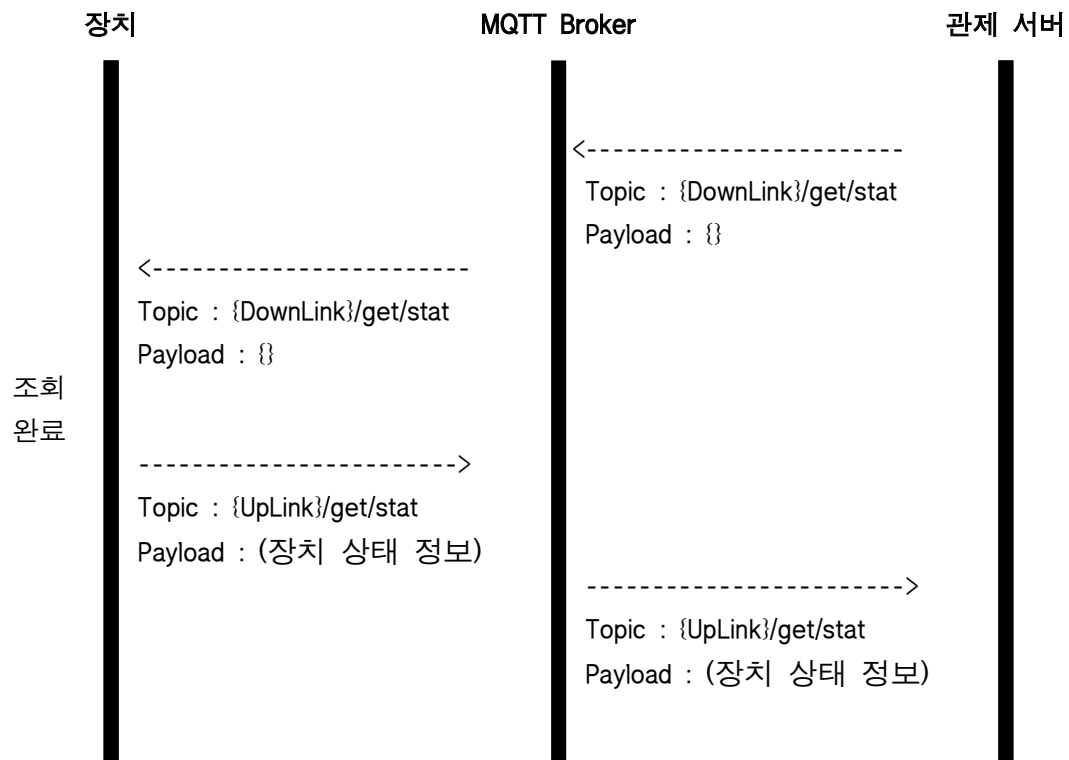 장치 MQTT Broker 관제 서버
<------------------------
Topic : {DownLink}/get/stat
Payload : {}
<------------------------
Topic : {DownLink}/get/stat
Payload : {}
조회
완료
------------------------>
Topic : {UpLink}/get/stat
Payload : (장치 상태 정보)
------------------------>
Topic : {UpLink}/get/stat
Payload : (장치 상태 정보)